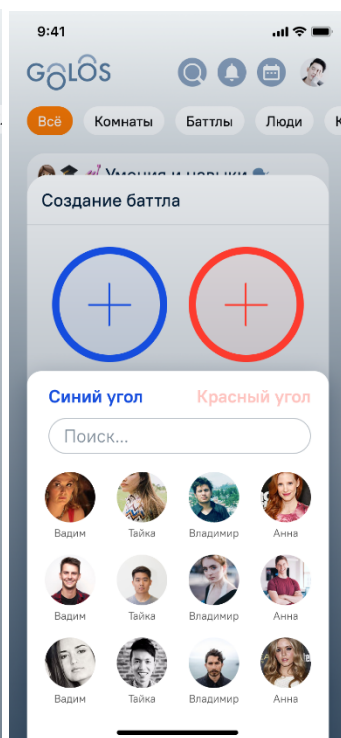 9:41
GOLOS
Всё Комнаты Баттлы Люди К
Умения и навыки
Создание баттла
Синий угол Красный угол
Поиск...
Вадим Тайка Владимир Анна
Вадим Тайка Владимир Анна
Вадим Тайка Владимир Анна